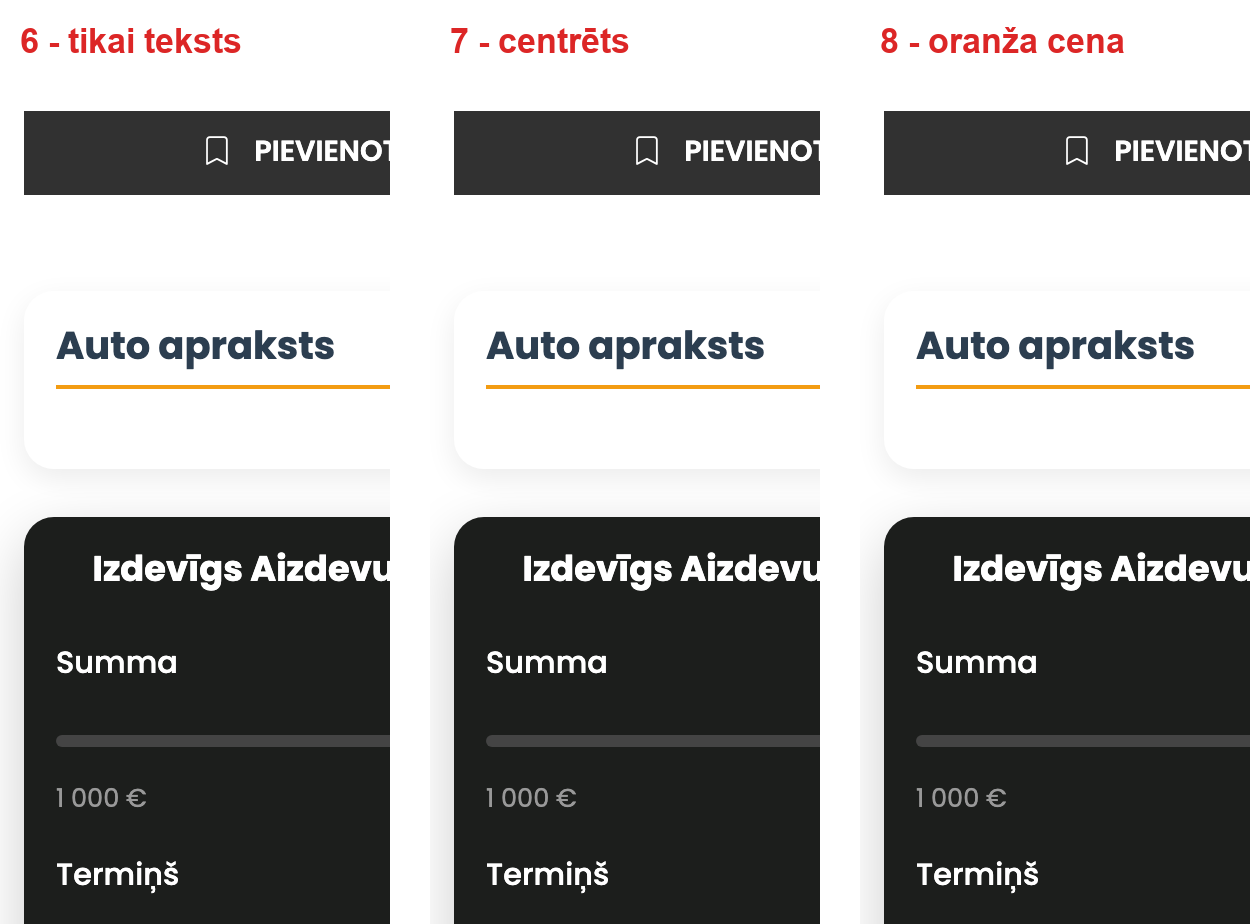 6 - tikai teksts
PIEVIENOT
Auto apraksts
Izdevīgs Aizdevu
Summa
1 000 €
Termiņš
7 - centrēts
PIEVIENOT
Auto apraksts
Izdevīgs Aizdevu
Summa
1 000 €
Termiņš
8 - oranža cena
PIEVIENOT
Auto apraksts
Izdevīgs Aizdevu
Summa
1 000 €
Termiņš